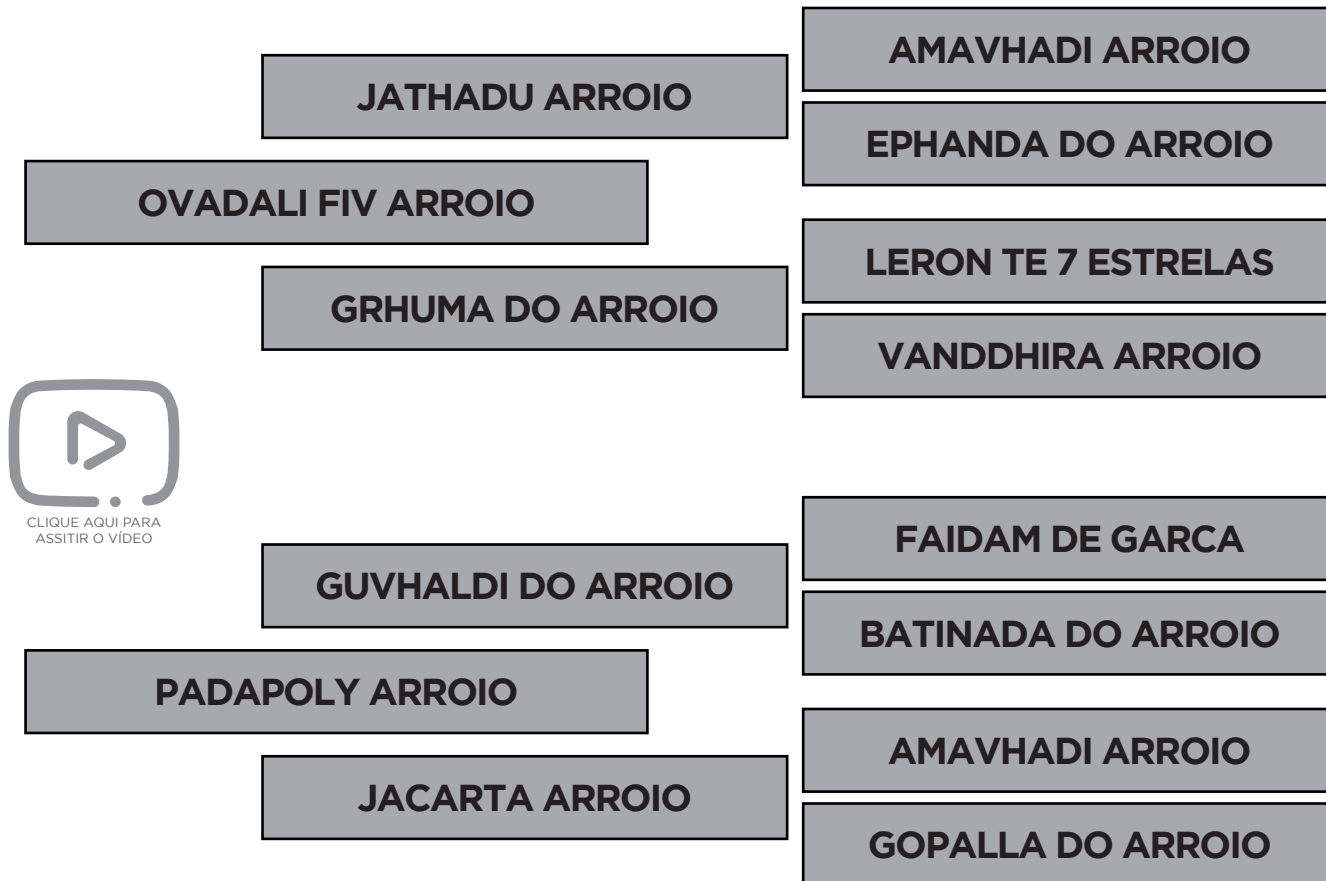 AMAVHADI ARROIO
JATHADU ARROIO
EPHANDA DO ARROIO
OVADALI FIV ARROIO
LERON TE 7 ESTRELAS
GRHUMA DO ARROIO
VANDDHIRA ARROIO
CLIQUE AQUI PARA
ASSITIR O VÍDEO
FAIDAM DE GARCA
GUVHALDI DO ARROIO
BATINADA DO ARROIO
PADAPOLY ARROIO
AMAVHADI ARROIO
JACARTA ARROIO
GOPALLA DO ARROIO